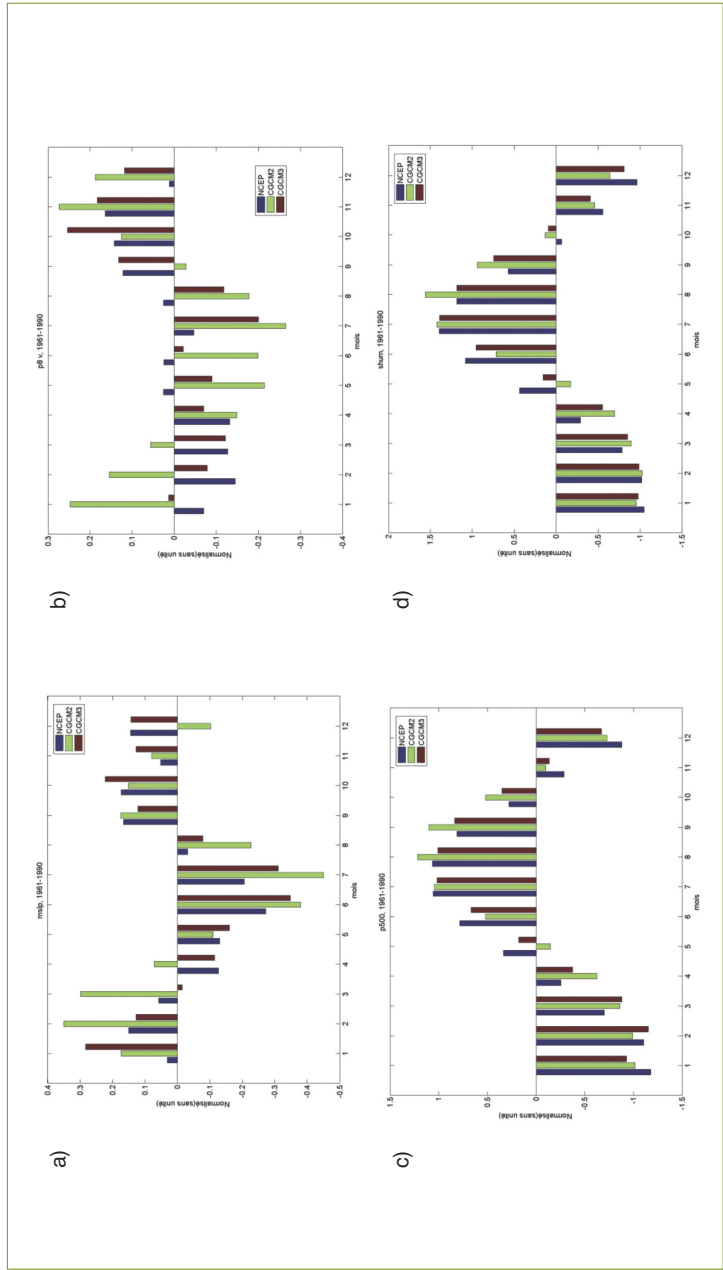 a)
mslp, 1961-1990
NCEP
CGCM2
CGCM3
Normalisé(sans unité)
0.4
0.3
0.2
0.1
0
-0.1
-0.2
-0.3
-0.4
-0.5
1 2 3 4 5 6 7 8 9 10 11 12
mois
b)
p8 v, 1961-1990
NCEP
CGCM2
CGCM3
Normalisé(sans unité)
0.3
0.2
0.1
0
-0.1
-0.2
-0.3
-0.4
1 2 3 4 5 6 7 8 9 10 11 12
mois
c)
p500, 1961-1990
NCEP
CGCM2
CGCM3
Normalisé(sans unité)
1.5
1
0.5
0
-0.5
-1
-1.5
1 2 3 4 5 6 7 8 9 10 11 12
mois
d)
shum, 1961-1990
NCEP
CGCM2
CGCM3
Normalisé(sans unité)
2
1.5
1
0.5
0
-0.5
-1
-1.5
1 2 3 4 5 6 7 8 9 10 11 12
mois